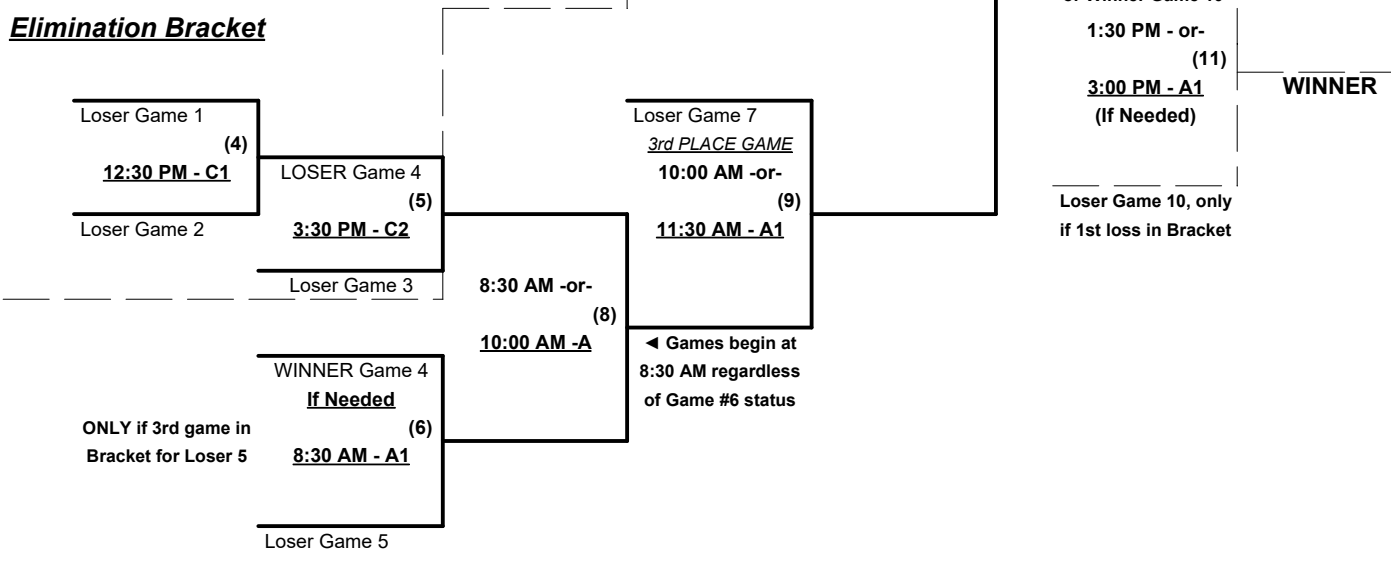 Elimination Bracket
1:30 PM - or-
(11)
3:00 PM - A1
(If Needed)
WINNER
Loser Game 10, only
if 1st loss in Bracket
Loser Game 1
(4)
12:30 PM - C1
Loser Game 2
LOSER Game 4
(5)
3:30 PM - C2
Loser Game 3
Loser Game 7
3rd PLACE GAME
10:00 AM -or-
(9)
11:30 AM - A1
8:30 AM -or-
(8)
10:00 AM -A
◄ Games begin at
8:30 AM regardless
of Game #6 status
WINNER Game 4
If Needed
(6)
8:30 AM - A1
ONLY if 3rd game in
Bracket for Loser 5
Loser Game 5